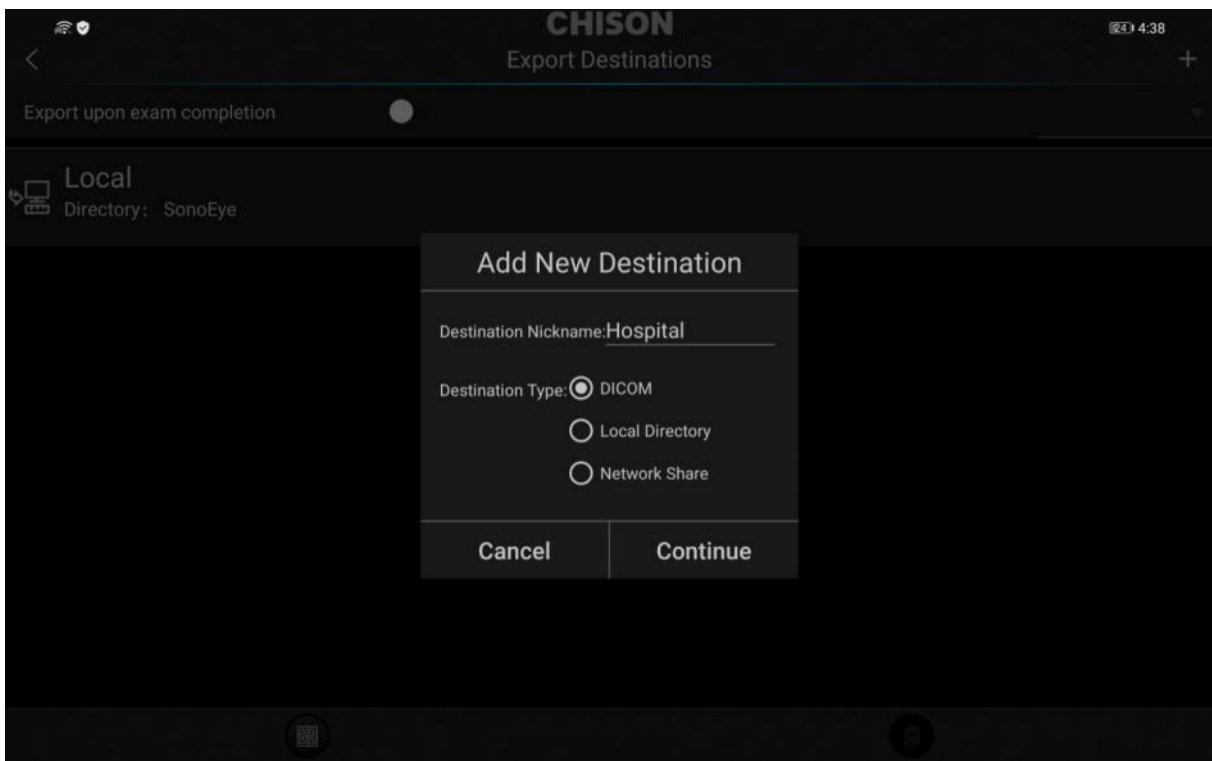 CHISON
24 4:38
Export Destinations
Export upon exam completion
Local
Directory: SonoEye
Add New Destination
Destination Nickname:Hospital
Destination Type: DICOM
Local Directory
Network Share
Cancel Continue